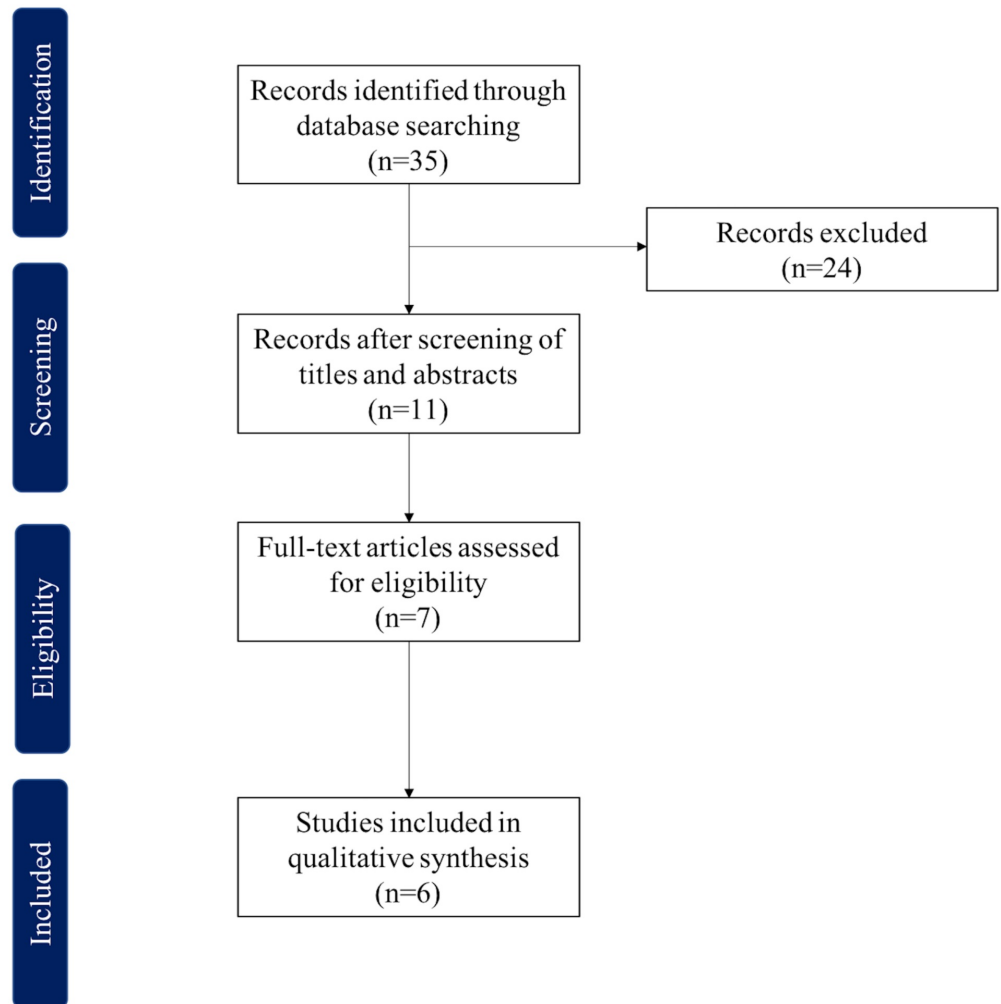 Identification
Records identified through
database searching
(n=35)
Records excluded
(n=24)
Screening
Records after screening of
titles and abstracts
(n=11)
Eligibility
Full-text articles assessed
for eligibility
(n=7)
Included
Studies included in
qualitative synthesis
(n=6)